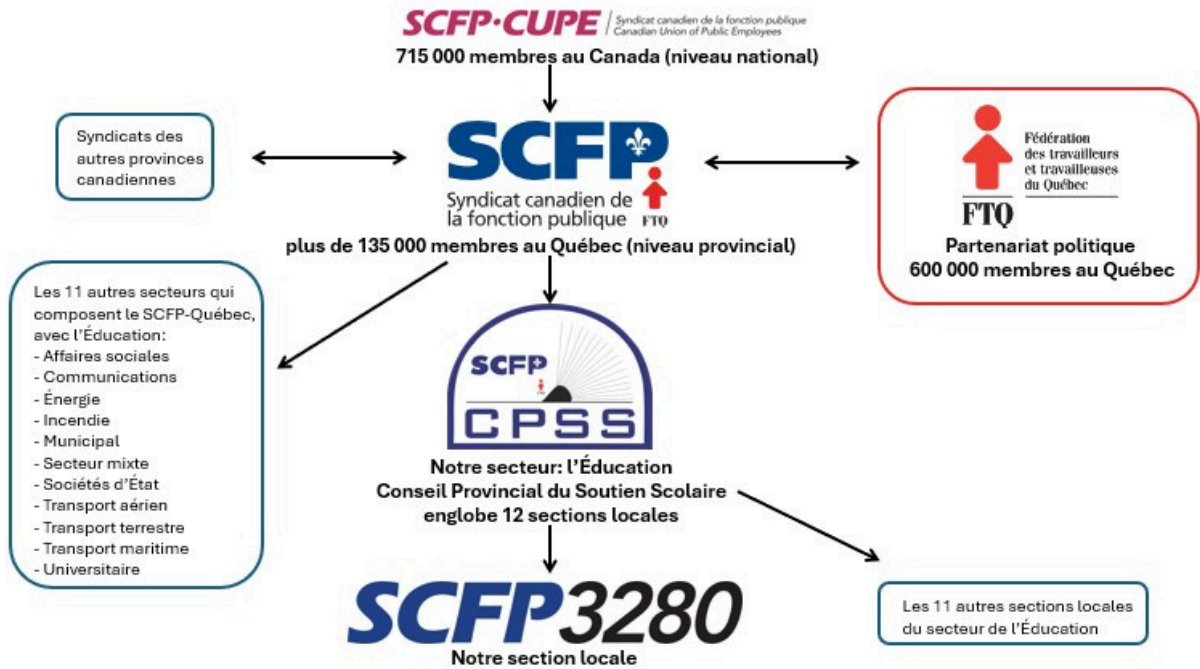 SCFP·CUPE
Syndicat canadien de la fonction publique
Canadian Union of Public Employees
715 000 membres au Canada (niveau national)
Syndicats des
autres provinces
canadiennes
SCFP
Syndicat canadien de
la fonction publique
FTQ
plus de 135 000 membres au Québec (niveau provincial)
Fédération
des travailleurs
et travailleuses
du Québec
FTQ
Partenariat politique
600 000 membres au Québec
Les 11 autres secteurs qui
composent le SCFP-Québec,
avec l’Éducation:
- Affaires sociales
- Communications
- Énergie
- Incendie
- Municipal
- Secteur mixte
- Sociétés d’État
- Transport aérien
- Transport terrestre
- Transport maritime
- Universitaire
SCFP
CPSS
Notre secteur: l’Éducation
Conseil Provincial du Soutien Scolaire
englobe 12 sections locales
SCFP3280
Notre section locale
Les 11 autres sections locales
du secteur de l’Éducation